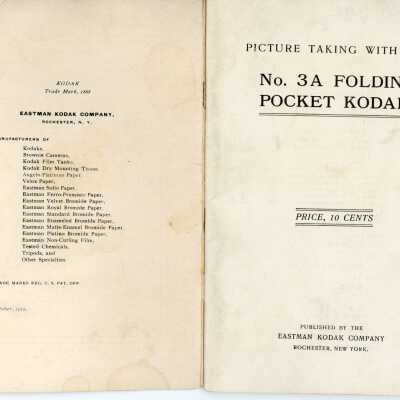 KODAK
Trade Mark, 1888
EASTMAN KODAK COMPANY,
ROCHESTER, N. Y.
NUFACTURERS OF
Kodaks,
Brownie Cameras,
Kodak Film Tanks,
Kodak Dry Mounting Tissue,
Angelo Platinum Paper,
Velox Paper,
Eastman Solio Paper,
Eastman Ferro-Prussiate Paper,
Eastman Velvet Bromide Paper,
Eastman Royal Bromide Paper,
Eastman Standard Bromide Paper,
Eastman Enameled Bromide Paper,
Eastman Matte-Enamel Bromide Paper,
Eastman Platino Bromide Paper,
Eastman Non-Curling Film,
Tested Chemicals,
Tripods, and
Other Specialties
ADE MARKS REG. U. S. PAT. OFF.
PICTURE TAKING WITH
No. 3A FOLDIN
POCKET KODA
PRICE, 10 CENTS
PUBLISHED BY THE
EASTMAN KODAK COMPANY
ROCHESTER, NEW YORK.